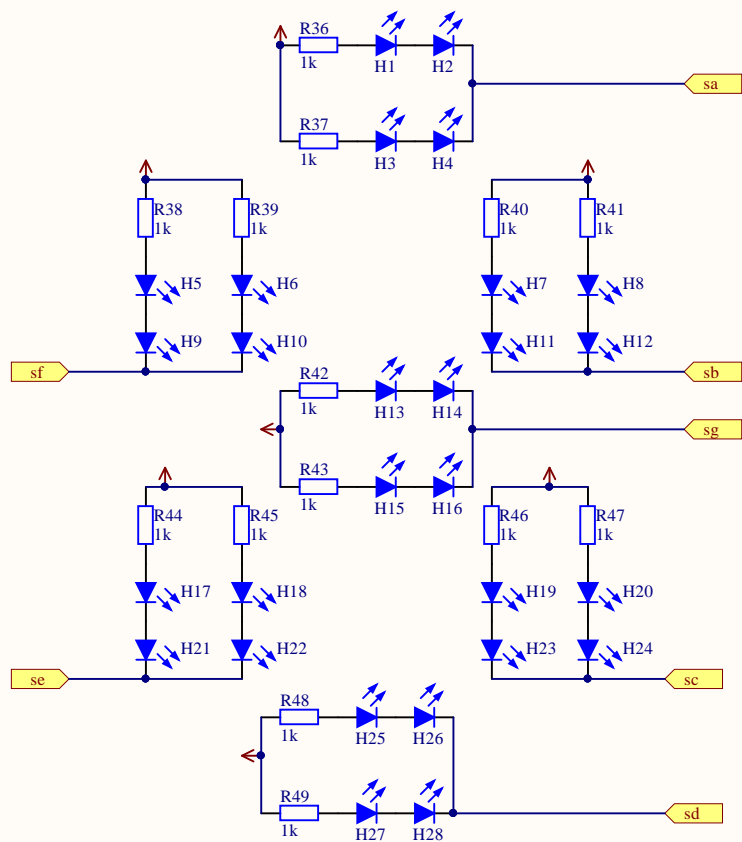 R36
1k
H1
H2
sa
R37
1k
H3
H4
R38
1k
R39
1k
R40
1k
R41
1k
H5
H6
H7
H8
H9
H10
H11
H12
sf
sb
R42
1k
H13
H14
sg
R43
1k
H15
H16
R44
1k
R45
1k
R46
1k
R47
1k
H17
H18
H19
H20
H21
H22
H23
H24
se
sc
R48
1k
H25
H26
R49
1k
H27
H28
sd